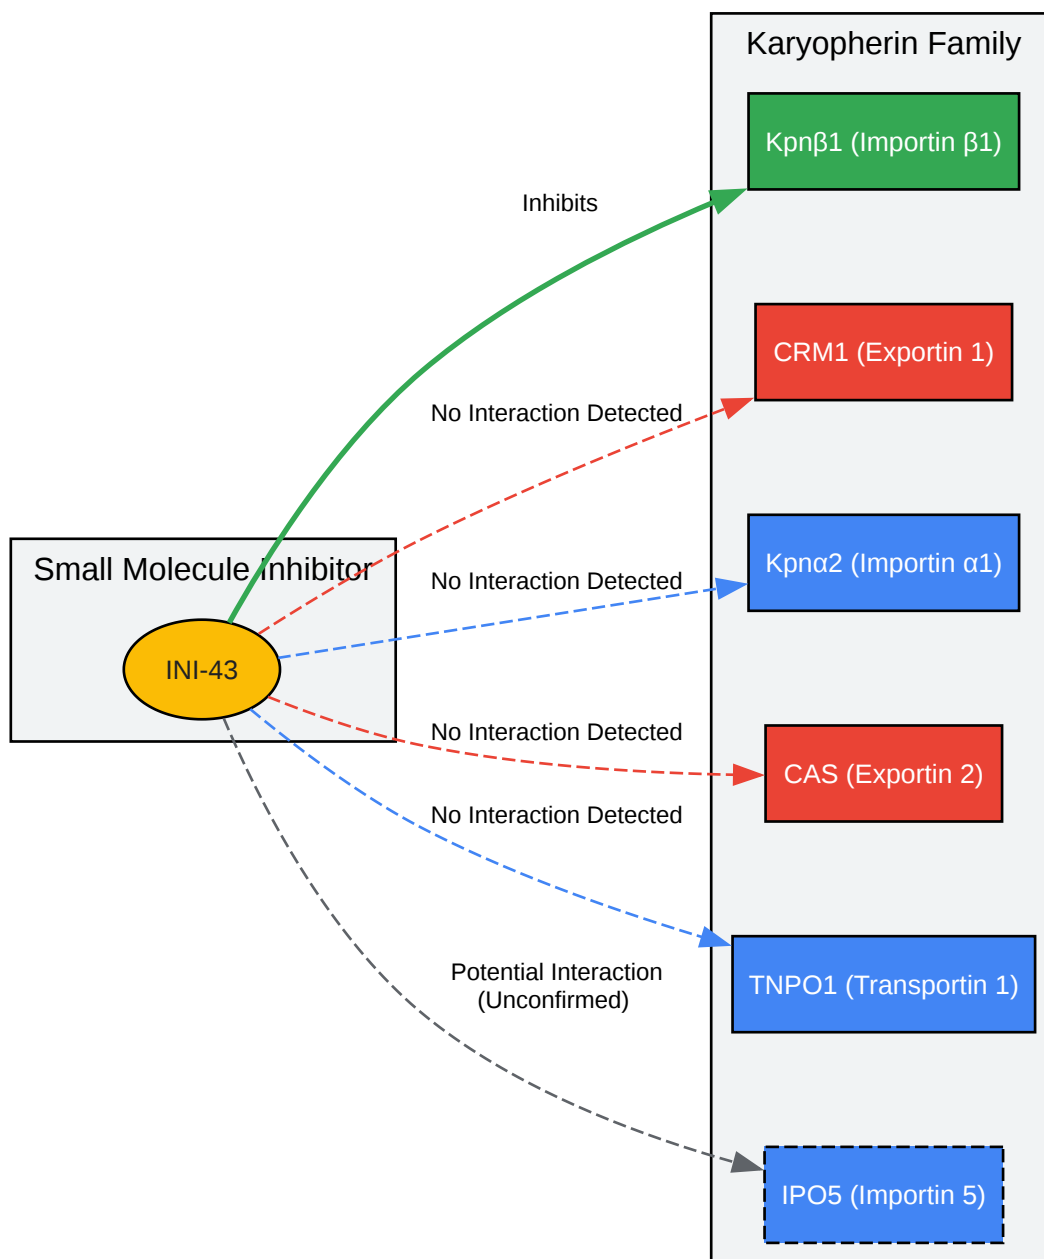 Karyopherin Family
Kpnβ1 (Importin β1)
Inhibits
CRM1 (Exportin 1)
No Interaction Detected
Kpnα2 (Importin α1)
Small Molecule Inhibitor
No Interaction Detected
INI-43
No Interaction Detected
CAS (Exportin 2)
No Interaction Detected
Potential Interaction
(Unconfirmed)
TNPO1 (Transportin 1)
IPO5 (Importin 5)